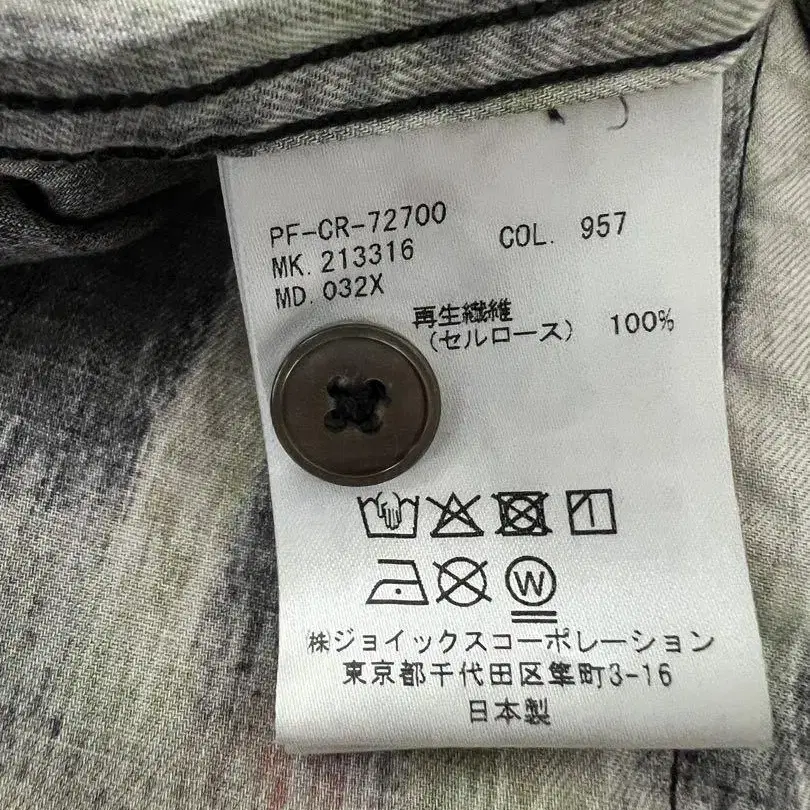 PF-CR-72700
MK. 213316 COL. 957
MD. 032X
再生繊維
(セルロース) 100%
W
㈱ジョイックスコーポレーション
東京都千代田区隼町3-16
日本製